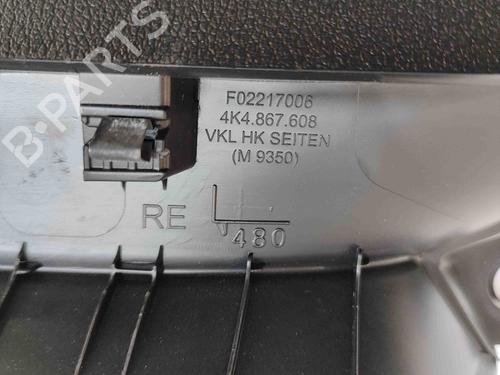 B-PARTS
F02217006
4K4.867.608
VKL HK SEITEN
(M 9350)
RE
480